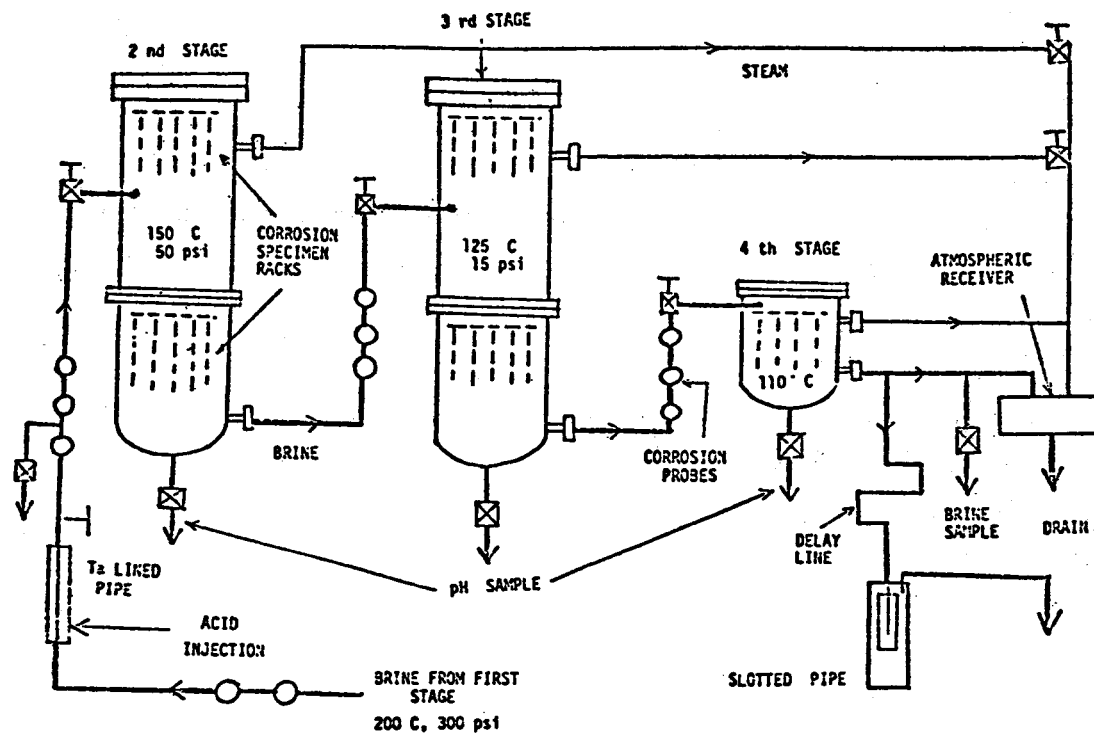 3 rd STAGE
2 nd STAGE
STEAM
150 C
50 psi
CORROSION
SPECIMEN
RACKS
125 C
15 psi
4 th STAGE
ATMOSPHERIC
RECEIVER
110°C
BRINE
CORROSION
PROBES
BRINE
SAMPLE
DRAIN
DELAY
LINE
Ta LINED
PIPE
pH SAMPLE
ACID
INJECTION
BRINE FROM FIRST
STAGE
200 C, 300 psi
SLOTTED PIPE